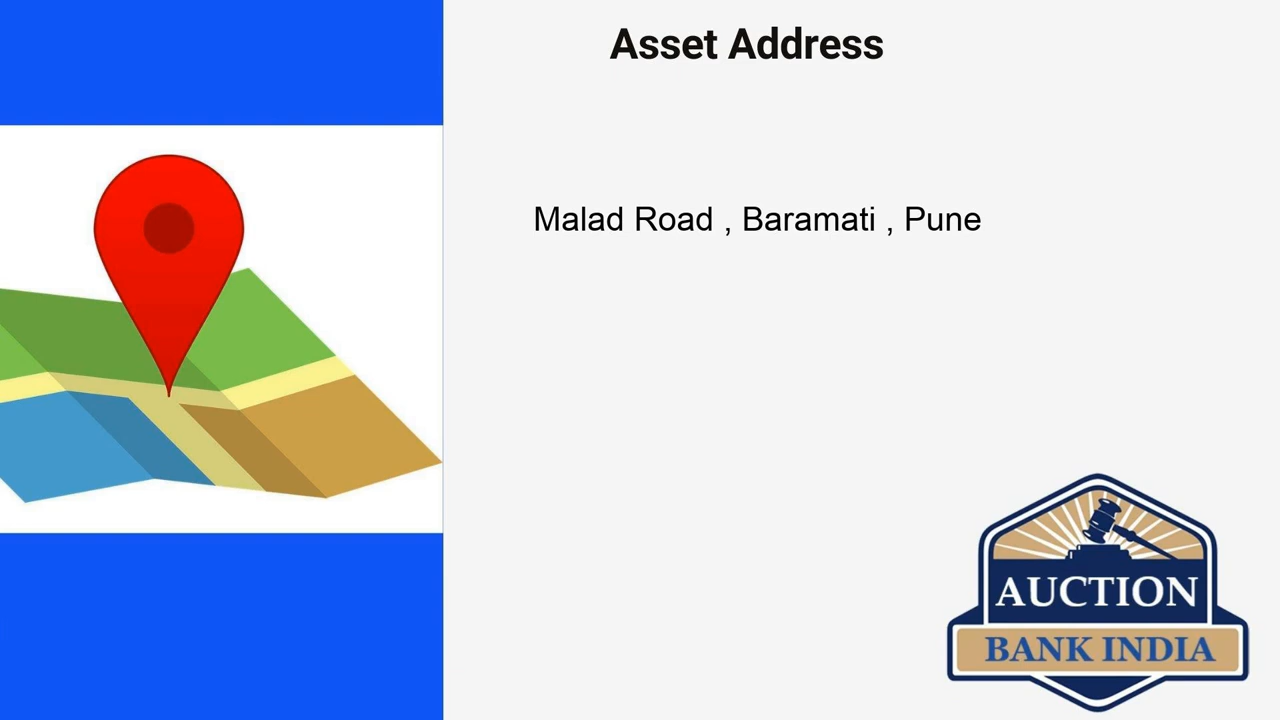 Asset Address
Malad Road , Baramati , Pune
AUCTION
BANK INDIA